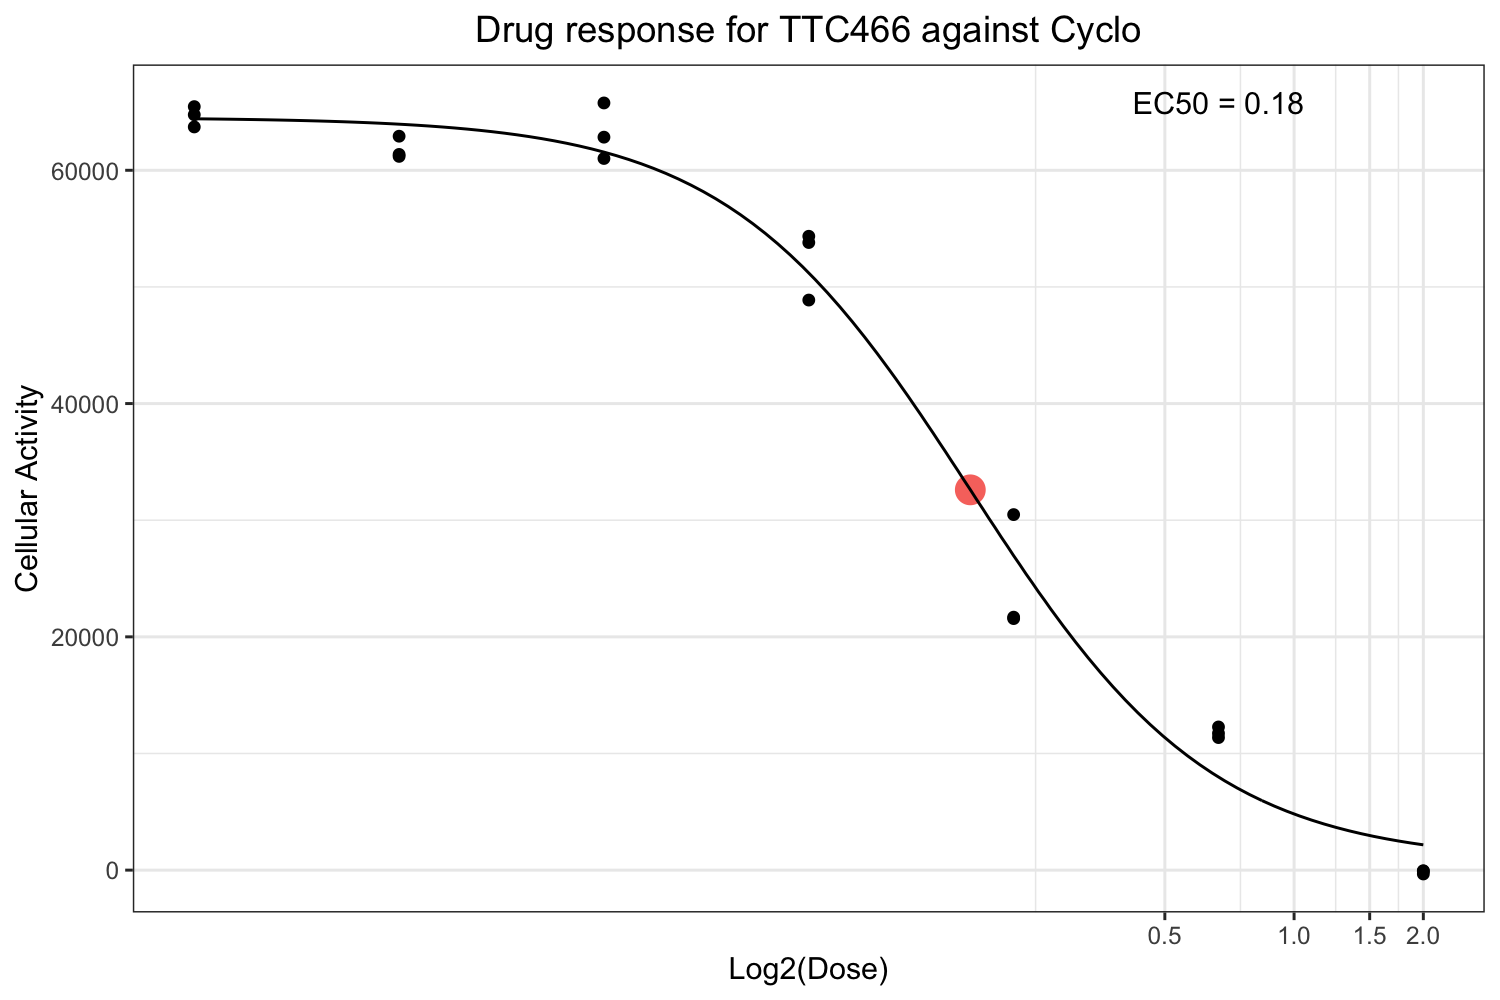 Drug response for TTC466 against Cyclo
EC50 = 0.18
Cellular Activity
60000
40000
20000
0
0.5 1.0 1.5 2.0
Log2(Dose)